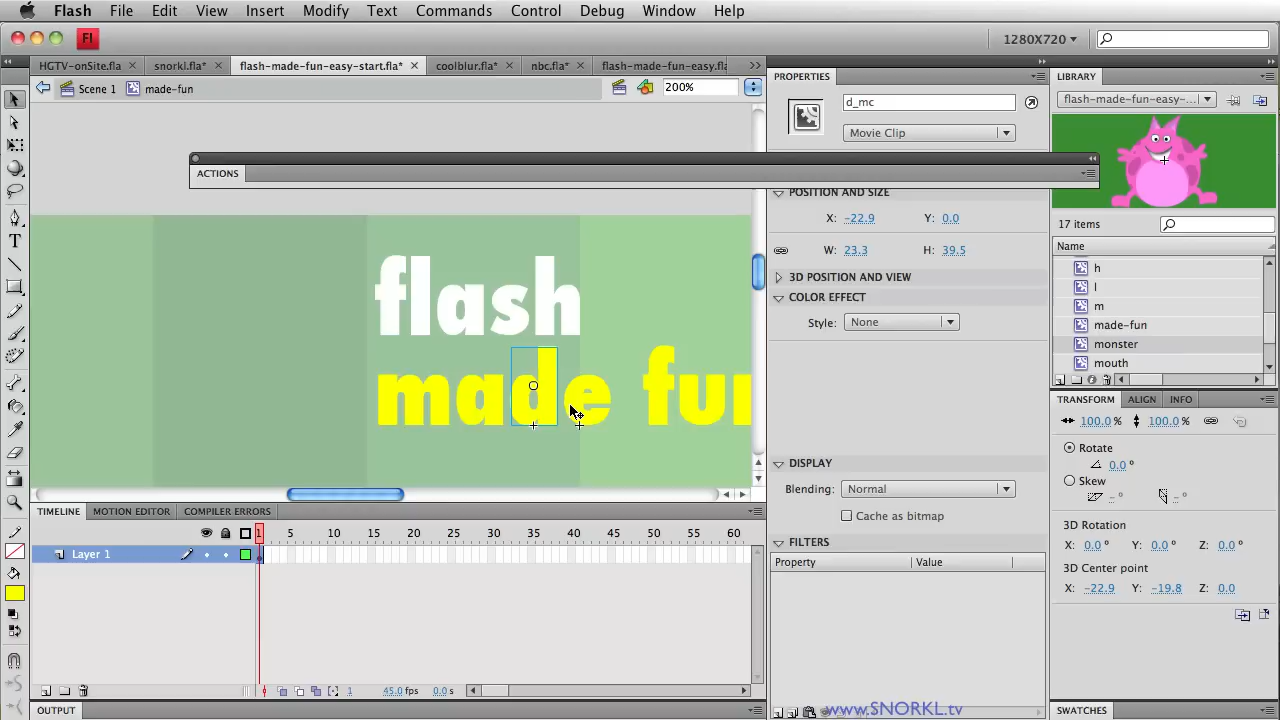 Flash File Edit View Insert Modify Text Commands Control Debug Window Help
Fl 1280X720
HGTV-onSite.fla snorkl.fla* flash-made-fun-easy-start.fla* coolblur.fla* nbc.fla* flash-made-fun-easy.fla
Scene 1 made-fun 200%
ACTIONS
flash
made fun
PROPERTIES
d_mc
Movie Clip
POSITION AND SIZE
X: -22.9 Y: 0.0
W: 23.3 H: 39.5
3D POSITION AND VIEW
COLOR EFFECT
Style: None
DISPLAY
Blending: Normal
Cache as bitmap
FILTERS
Property Value
LIBRARY
flash-made-fun-easy-...
17 items
Name
h
l
m
made-fun
monster
mouth
TRANSFORM ALIGN INFO
100.0 % 100.0 %
Rotate
0.0 °
Skew
- ° - °
3D Rotation
X: 0.0 ° Y: 0.0 ° Z: 0.0 °
3D Center point
X: -22.9 Y: -19.8 Z: 0.0
TIMELINE MOTION EDITOR COMPILER ERRORS
1 5 10 15 20 25 30 35 40 45 50 55 60
Layer 1
1 45.0 fps 0.0 s
OUTPUT
www.SNORKL.tv
SWATCHES